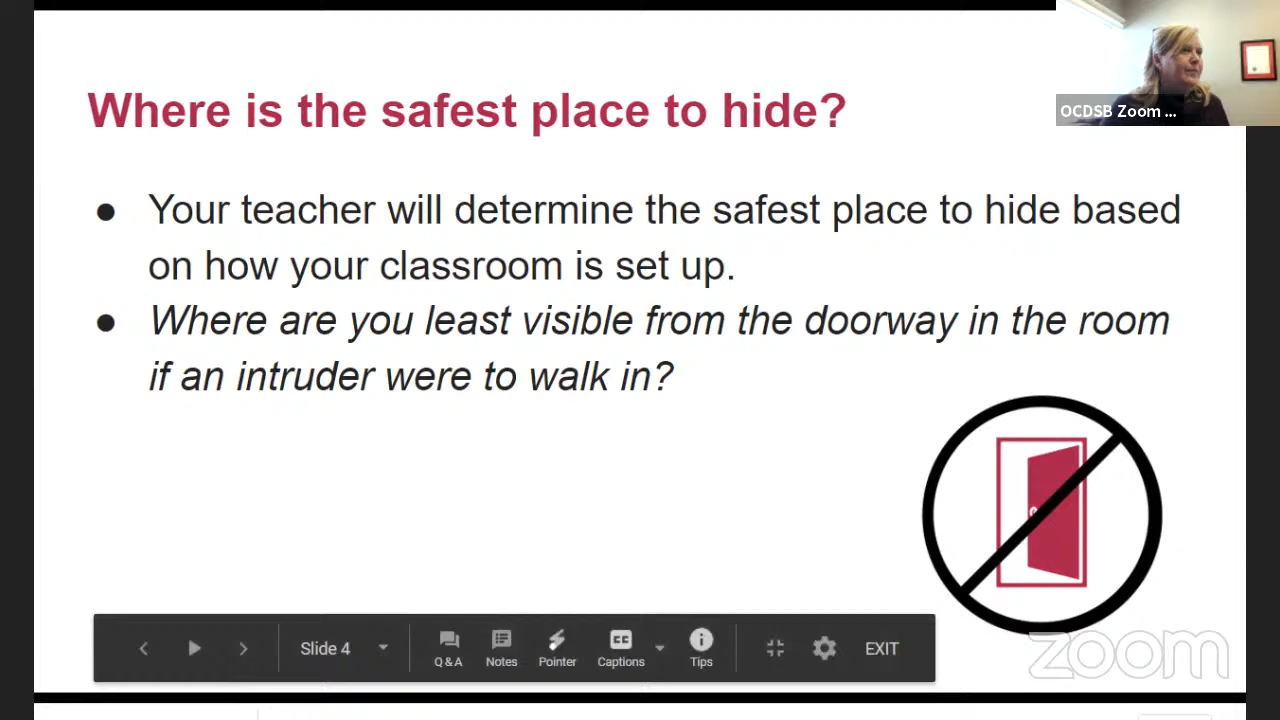 Where is the safest place to hide?
OCDSB Zoom ...
● Your teacher will determine the safest place to hide based
on how your classroom is set up.
● Where are you least visible from the doorway in the room
if an intruder were to walk in?
Slide 4
Q & A
Notes
Pointer
CC
Captions
Tips
EXIT
zoom